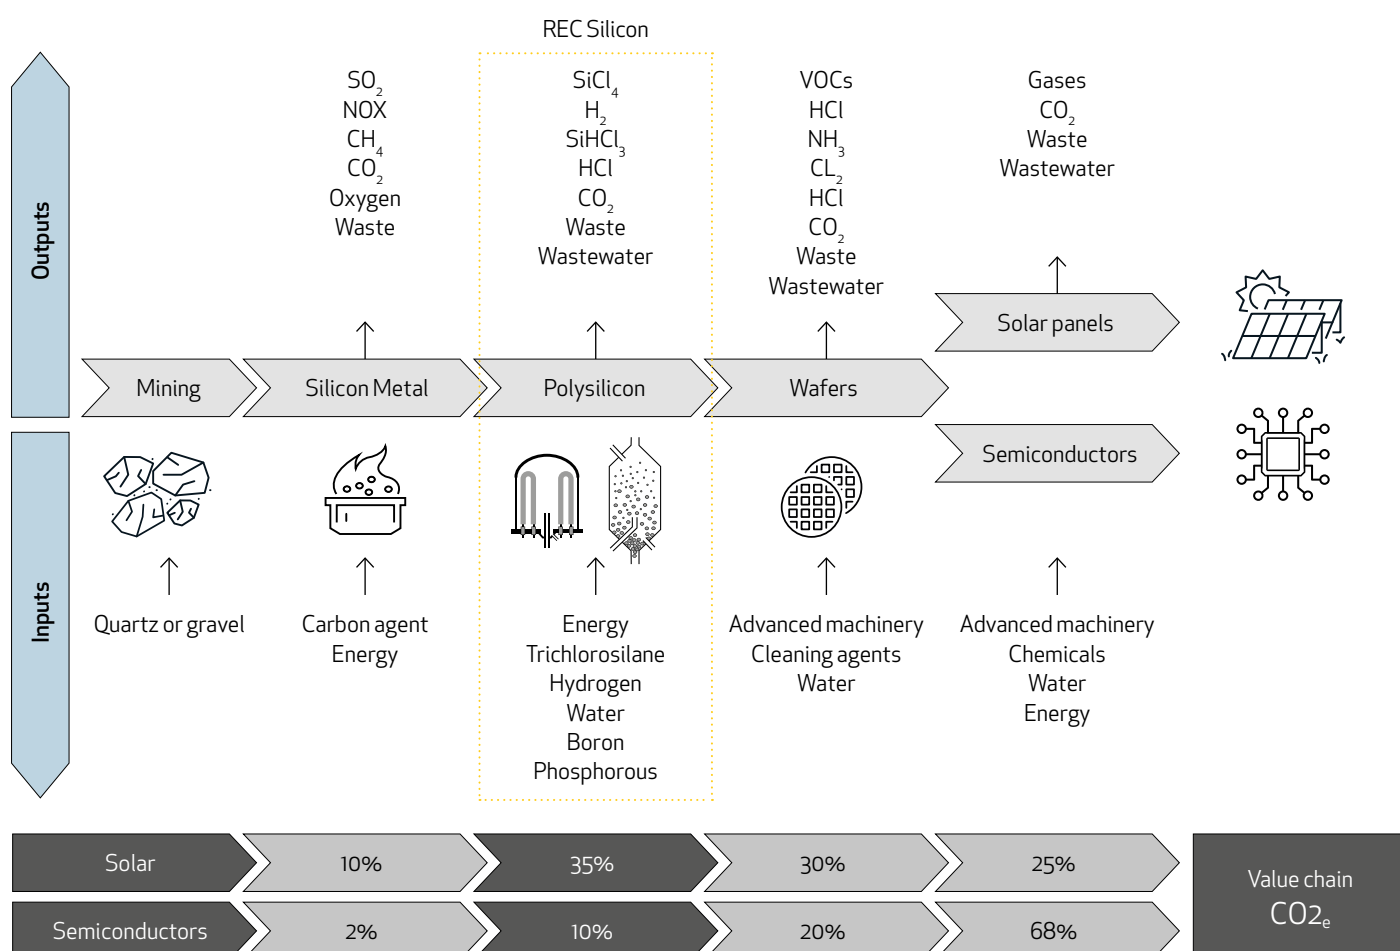 REC Silicon
Outputs
SO₂
NOX
CH₄
CO₂
Oxygen
Waste
SiCl₄
H₂
SiHCl₃
HCl
CO₂
Waste
Wastewater
VOCs
HCl
NH₃
CL₂
HCl
CO₂
Waste
Wastewater
Gases
CO₂
Waste
Wastewater
Solar panels
Mining
Silicon Metal
Polysilicon
Wafers
Semiconductors
Inputs
Quartz or gravel
Carbon agent
Energy
Energy
Trichlorosilane
Hydrogen
Water
Boron
Phosphorous
Advanced machinery
Cleaning agents
Water
Advanced machinery
Chemicals
Water
Energy
Solar
10%
35%
30%
25%
Semiconductors
2%
10%
20%
68%
Value chain
CO2ₑ